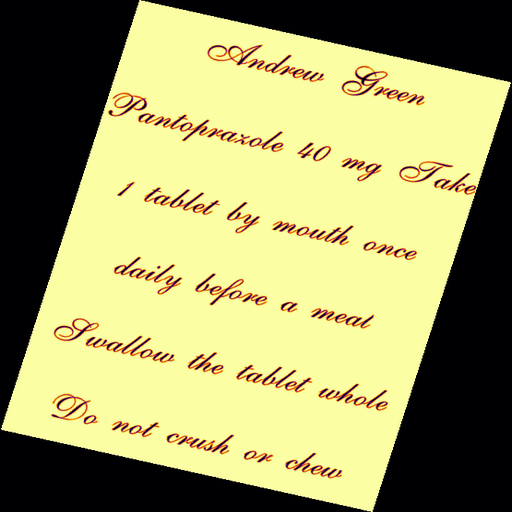 Andrew Green
Pantoprazole 40 mg Take
1 tablet by mouth once
daily before a meal
Swallow the tablet whole
Do not crush or chew